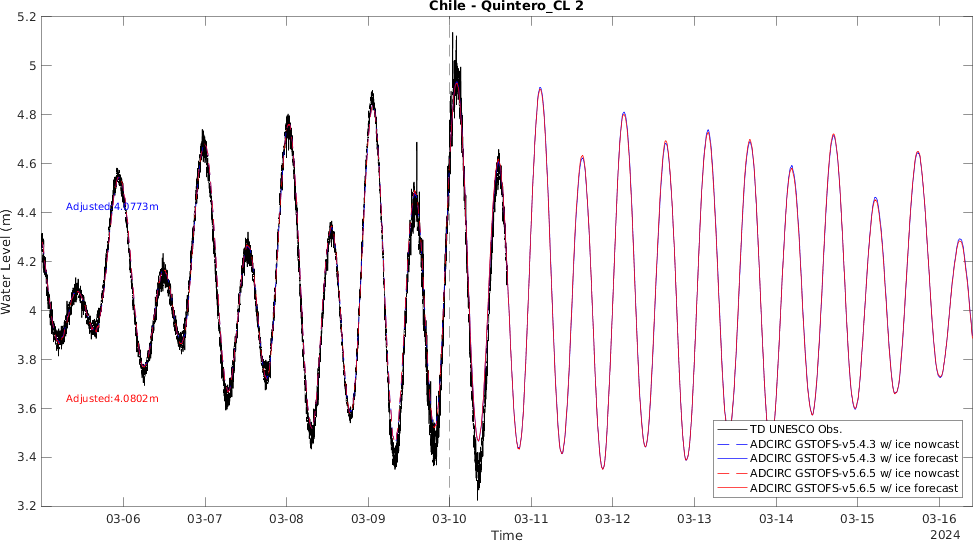 Chile - Quintero_CL 2
5.2
5
4.8
4.6
4.4
4.2
4
3.8
3.6
3.4
3.2
Water Level (m)
Adjusted:4.0773m
Adjusted:4.0802m
TD UNESCO Obs.
ADCIRC GSTOFS-v5.4.3 w/ ice nowcast
ADCIRC GSTOFS-v5.4.3 w/ ice forecast
ADCIRC GSTOFS-v5.6.5 w/ ice nowcast
ADCIRC GSTOFS-v5.6.5 w/ ice forecast
03-06 03-07 03-08 03-09 03-10 03-11 03-12 03-13 03-14 03-15 03-16
Time
2024